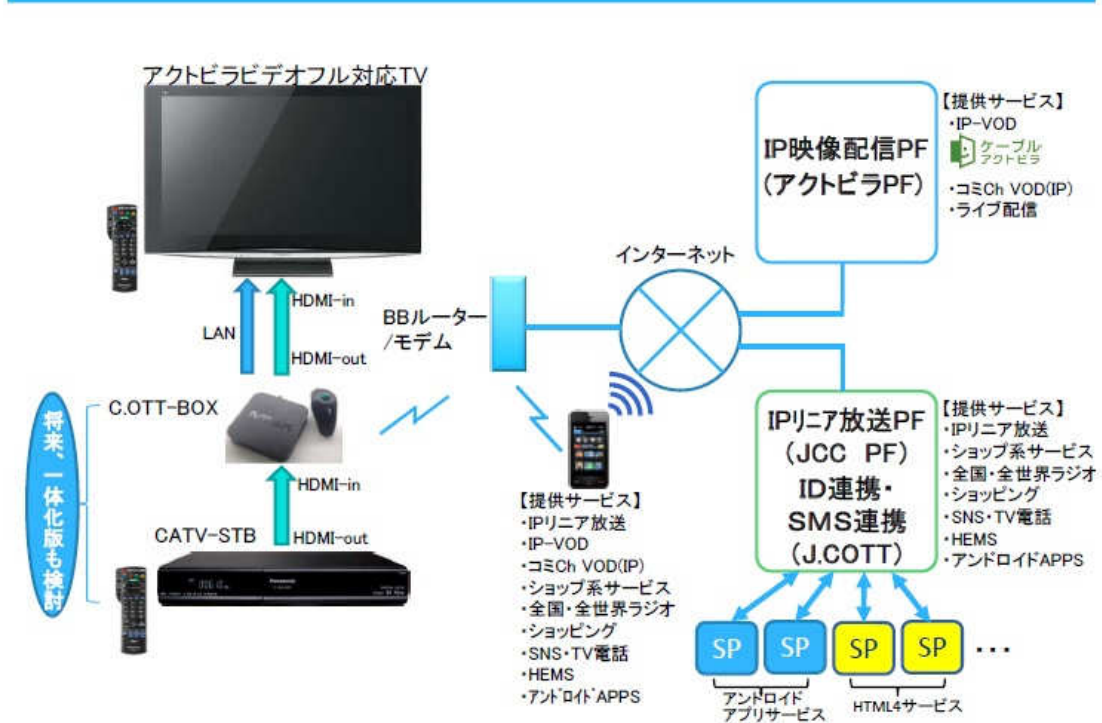 アクトビラビデオフル対応TV
HDMI-in
LAN
HDMI-out
BBルーター
/モデム
インターネット
IP映像配信PF
(アクトビラPF)
【提供サービス】
・IP-VOD
ケーブル
アクトビラ
・コミCh VOD(IP)
・ライブ配信
将来、一体化版も検討
C.OTT-BOX
HDMI-in
CATV-STB
HDMI-out
Panasonic
【提供サービス】
・IPリニア放送
・IP-VOD
・コミCh VOD(IP)
・ショップ系サービス
・全国・全世界ラジオ
・ショッピング
・SNS・TV電話
・HEMS
・アンドロイドAPPS
IPリニア放送PF
(JCC PF)
ID連携・
SMS連携
(J.COTT)
【提供サービス】
・IPリニア放送
・ショップ系サービス
・全国・全世界ラジオ
・ショッピング
・SNS・TV電話
・HEMS
・アンドロイドAPPS
SP
SP
SP
SP
・・・
アンドロイド
アプリサービス
HTML4サービス